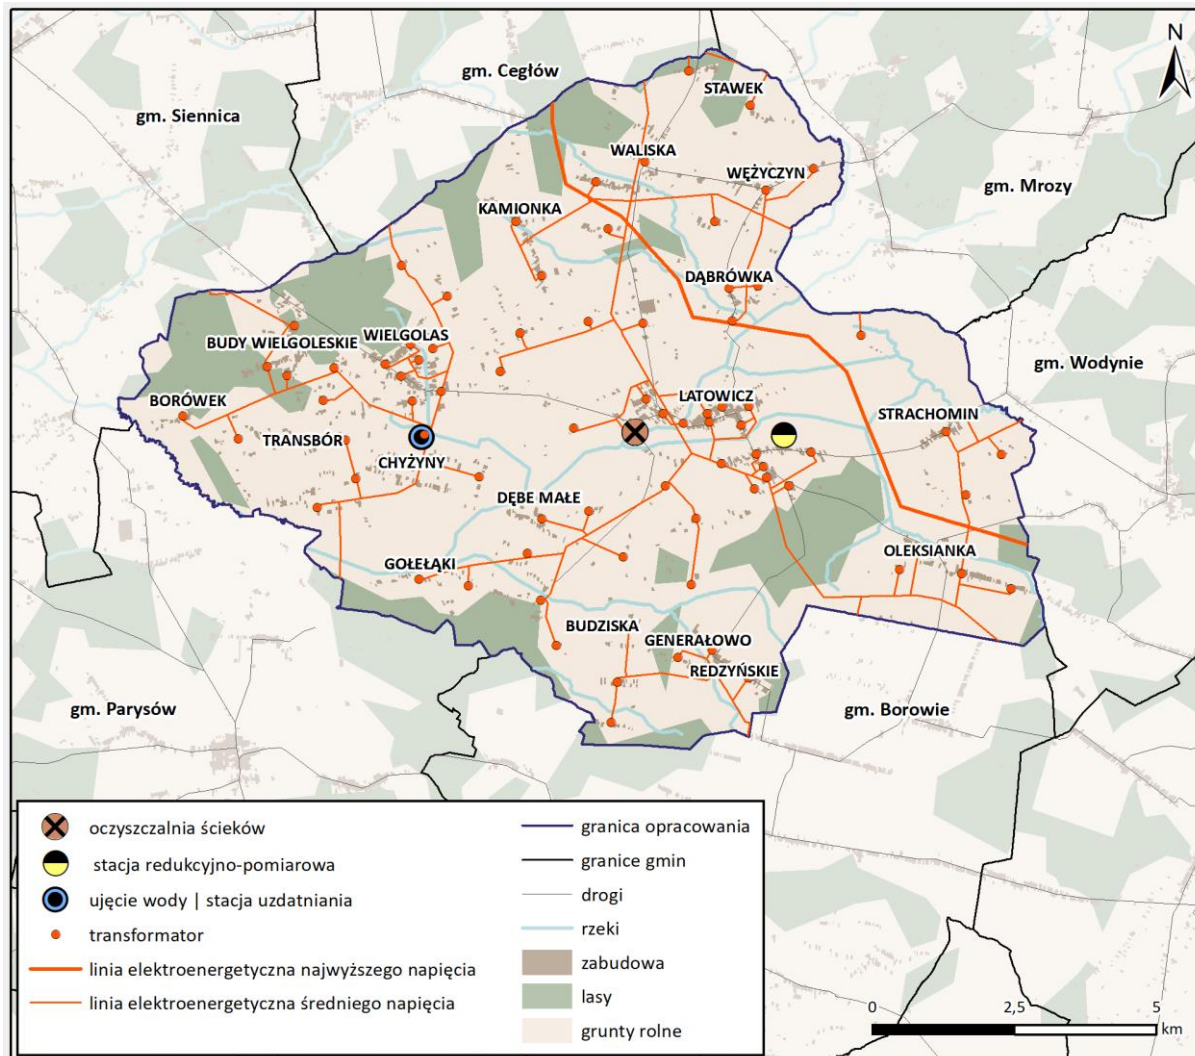 N
gm. Cegłów
STAWEK
gm. Siennica
WALISKA
WĘŻYCZYN
gm. Mrozy
KAMIONKA
DĄBRÓWKA
WIELGOLAS
BUDY WIELGOLESKIE
gm. Wodynie
BORÓWEK
LATOWICZ
STRACHOMIN
TRANSBÓR
CHYŻYNY
DĘBE MAŁE
OLEKSIANKA
GOŁEŁĄKI
BUDZISKA
GENERAŁOWO
REDZYŃSKIE
gm. Parysów
gm. Borowie
oczyszczalnia ścieków
stacja redukcyjno-pomiarowa
ujęcie wody | stacja uzdatniania
transformator
linia elektroenergetyczna najwyższego napięcia
linia elektroenergetyczna średniego napięcia
granica opracowania
granice gmin
drogi
rzeki
zabudowa
lasy
grunty rolne
0 2,5 5
km